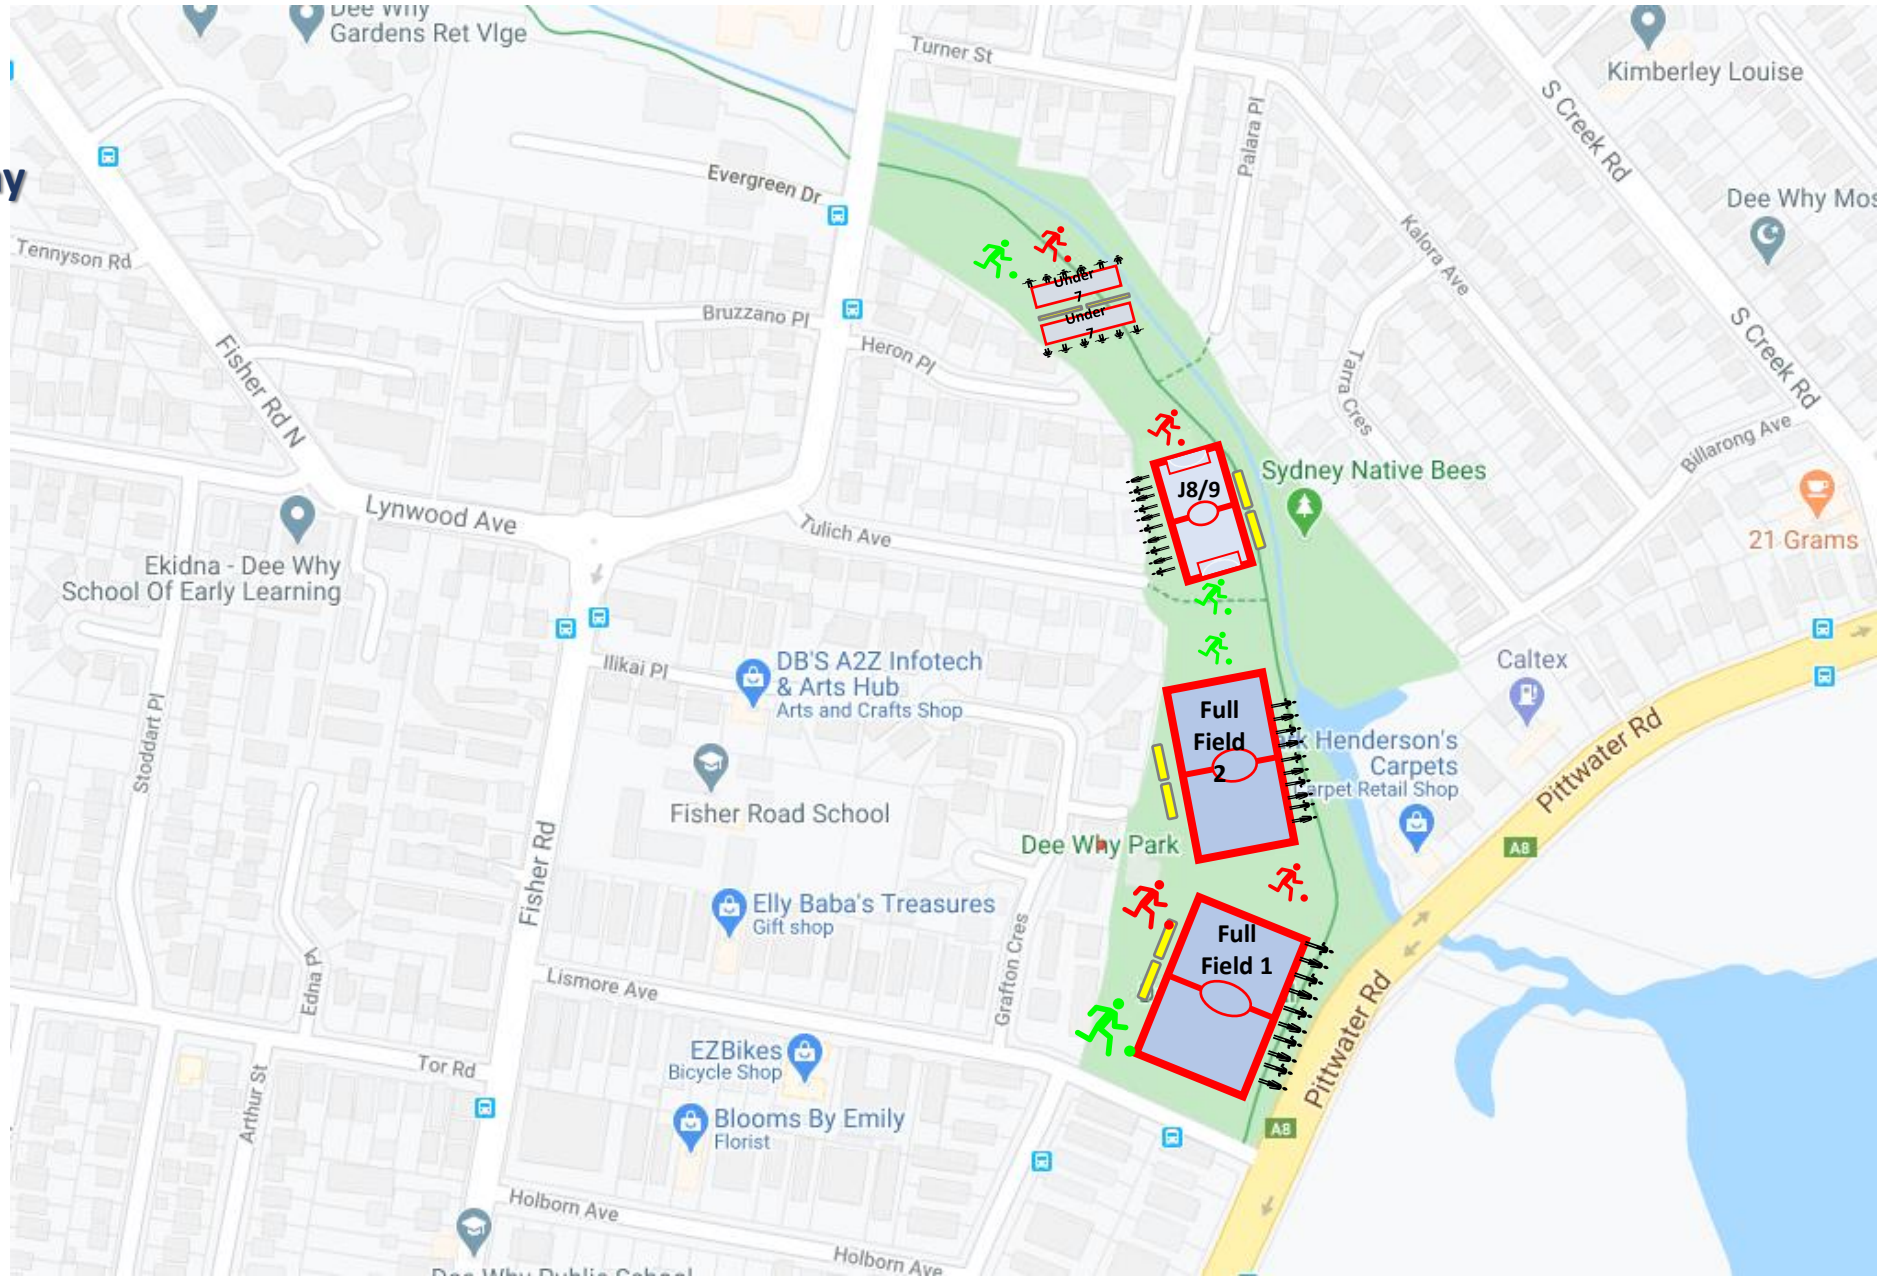 Dee Why
Gardens Ret Vlge
Turner St
Kimberley Louise
S Creek Rd
Palara Pl
ay
Evergreen Dr
Dee Why Mos
Tennyson Rd
Kalora Ave
Under
7
Under
7
Bruzzano Pl
Heron Pl
S Creek Rd
Fisher Rd N
Tarra Cres
Billarong Ave
Sydney Native Bees
J8/9
Lynwood Ave
Tulich Ave
21 Grams
Ekidna - Dee Why
School Of Early Learning
Ilikai Pl
DB'S A2Z Infotech
& Arts Hub
Arts and Crafts Shop
Caltex
Stoddart Pl
Full
Field
2
Henderson's
Carpets
arpet Retail Shop
Pittwater Rd
Fisher Road School
Dee Why Park
A8
Fisher Rd
Elly Baba's Treasures
Gift shop
Grafton Cres
Full
Field 1
Edna Pl
Lismore Ave
Pittwater Rd
EZBikes
Bicycle Shop
Tor Rd
Arthur St
Blooms By Emily
Florist
A8
Holborn Ave
Holborn Ave
Dee Why Public School